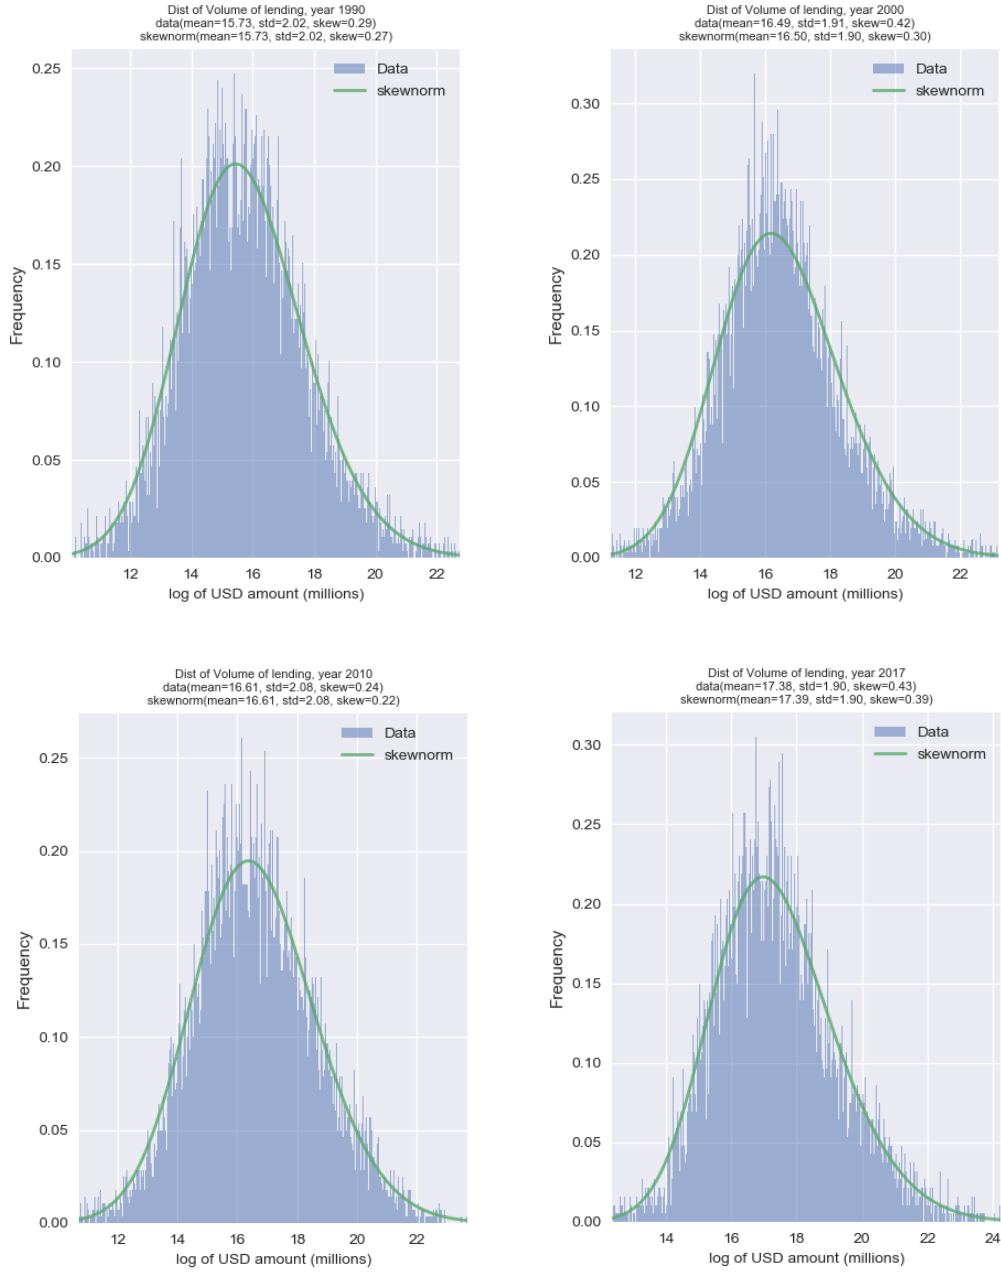 Dist of Volume of lending, year 1990
data(mean=15.73, std=2.02, skew=0.29)
skewnorm(mean=15.73, std=2.02, skew=0.27)
Data
skewnorm
0.25
0.20
0.15
0.10
0.05
0.00
Frequency
12 14 16 18 20 22
log of USD amount (millions)
Dist of Volume of lending, year 2000
data(mean=16.49, std=1.91, skew=0.42)
skewnorm(mean=16.50, std=1.90, skew=0.30)
Data
skewnorm
0.30
0.25
0.20
0.15
0.10
0.05
0.00
Frequency
12 14 16 18 20 22
log of USD amount (millions)
Dist of Volume of lending, year 2010
data(mean=16.61, std=2.08, skew=0.24)
skewnorm(mean=16.61, std=2.08, skew=0.22)
Data
skewnorm
0.25
0.20
0.15
0.10
0.05
0.00
Frequency
12 14 16 18 20 22
log of USD amount (millions)
Dist of Volume of lending, year 2017
data(mean=17.38, std=1.90, skew=0.43)
skewnorm(mean=17.39, std=1.90, skew=0.39)
Data
skewnorm
0.30
0.25
0.20
0.15
0.10
0.05
0.00
Frequency
14 16 18 20 22 24
log of USD amount (millions)